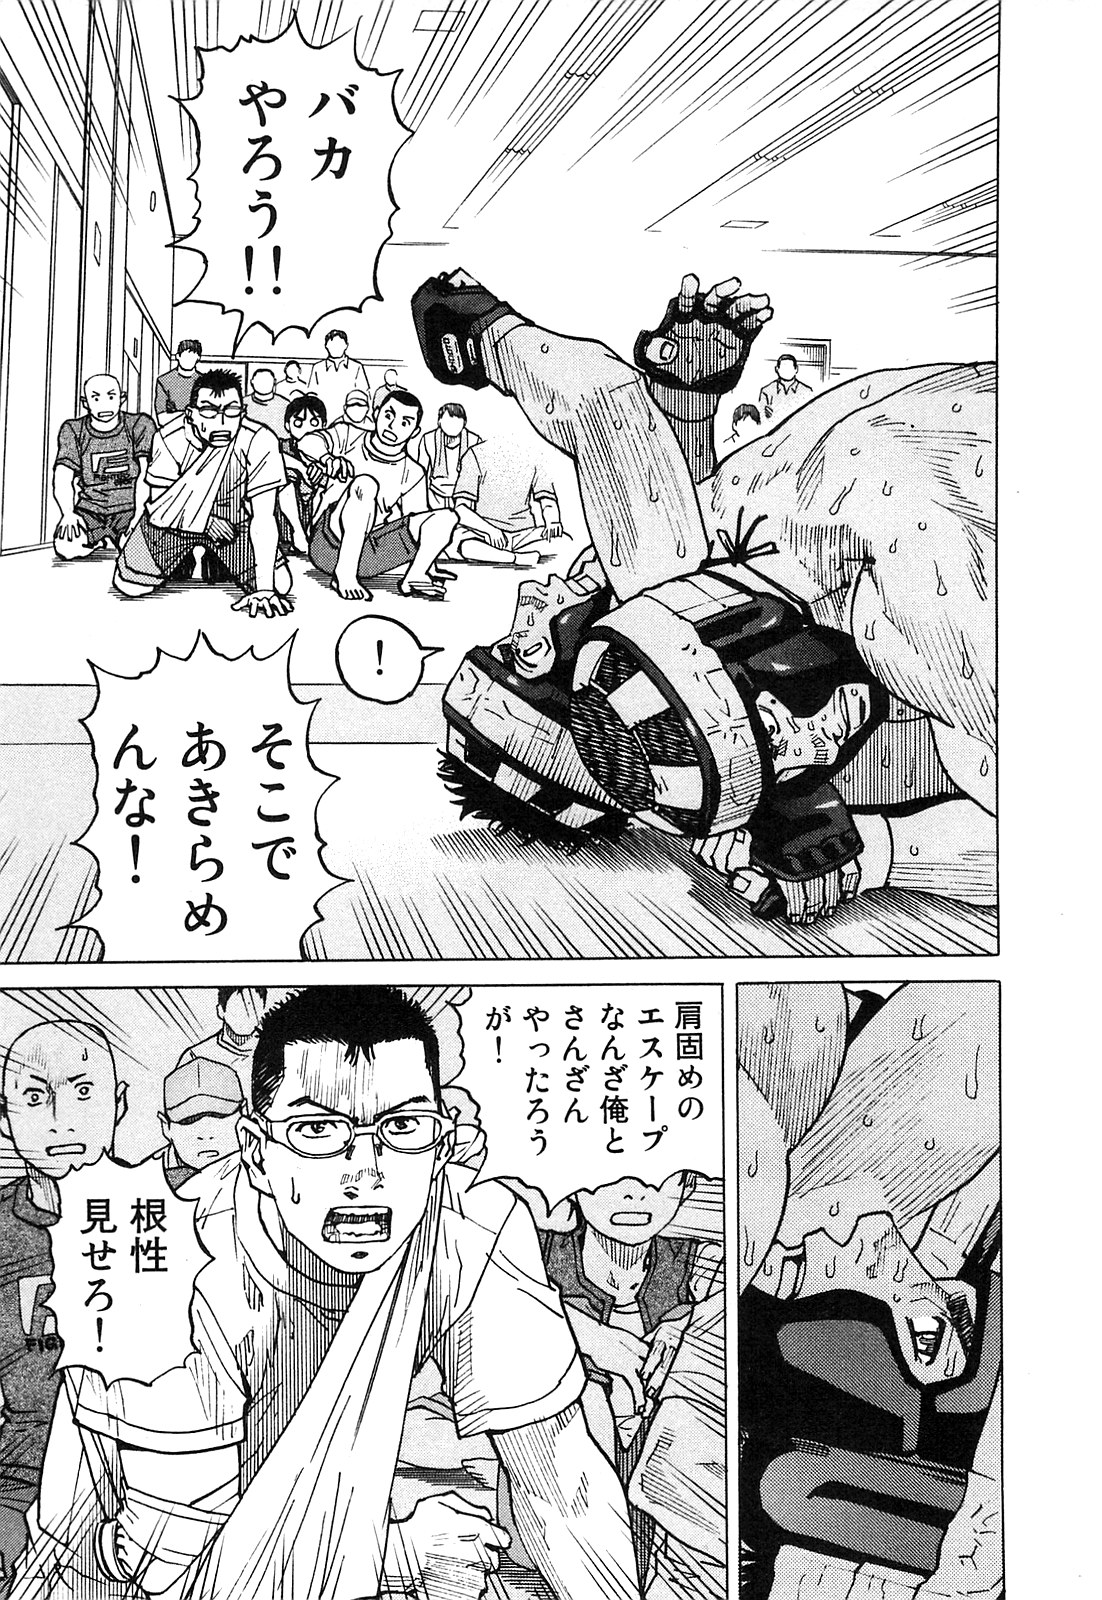 バカ
やろう!!
!
そこで
あきらめ
んな!
肩固めの
エスケープ
なんざ俺と
さんざん
やったろう
が!
根性
見せろ!
FIG